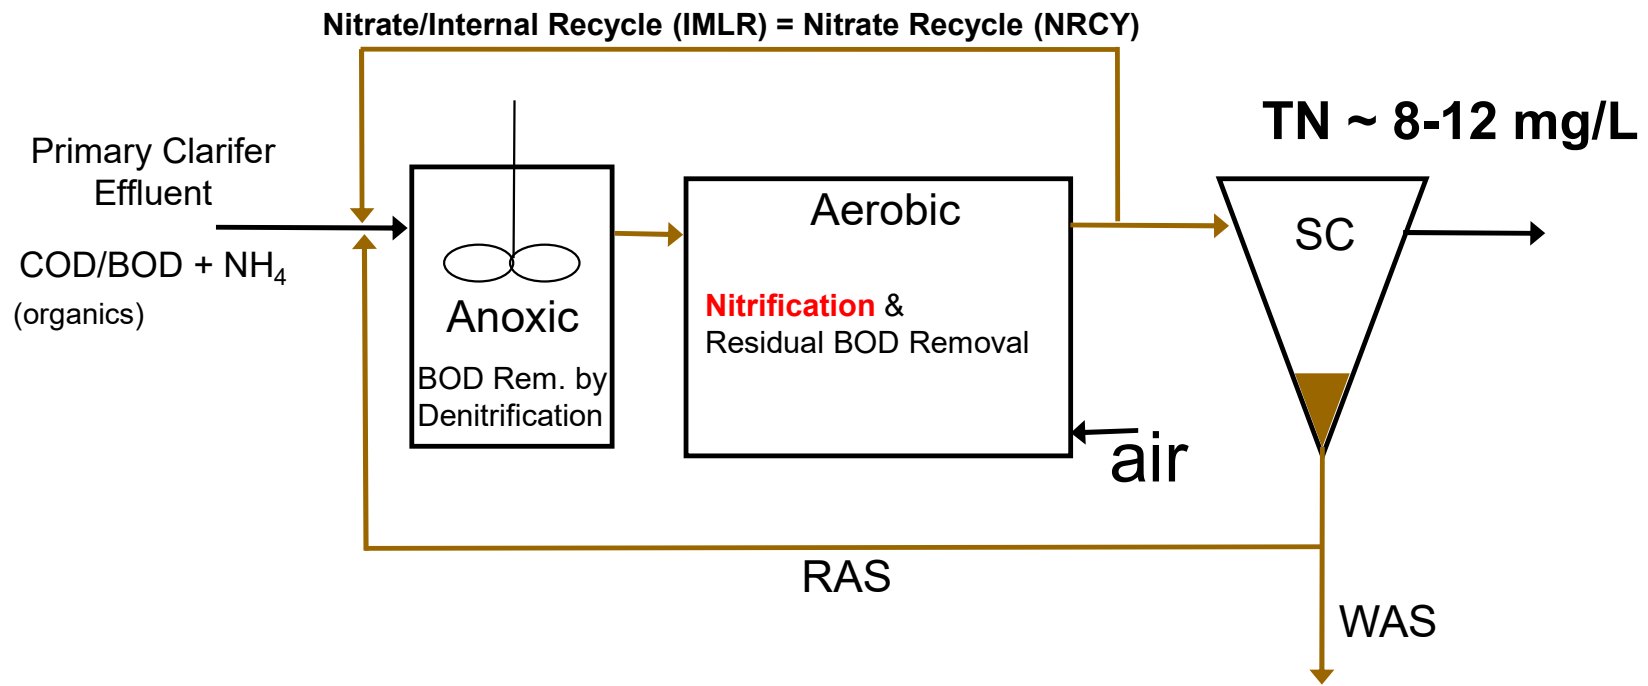 Nitrate/Internal Recycle (IMLR) = Nitrate Recycle (NRCY)
TN ~ 8-12 mg/L
Primary Clarifer
Effluent
COD/BOD + NH₄
(organics)
Anoxic
BOD Rem. by
Denitrification
Aerobic
Nitrification &
Residual BOD Removal
air
SC
RAS
WAS